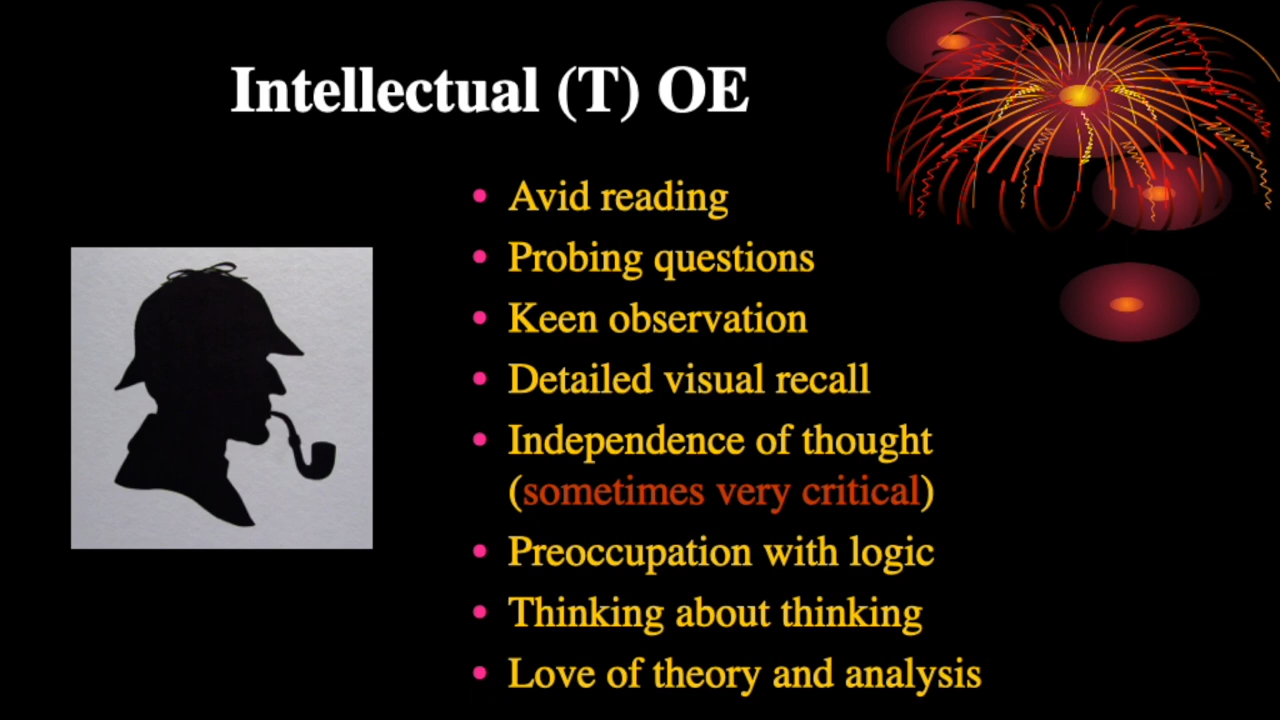 Intellectual (T) OE
• Avid reading
• Probing questions
• Keen observation
• Detailed visual recall
• Independence of thought
(sometimes very critical)
• Preoccupation with logic
• Thinking about thinking
• Love of theory and analysis